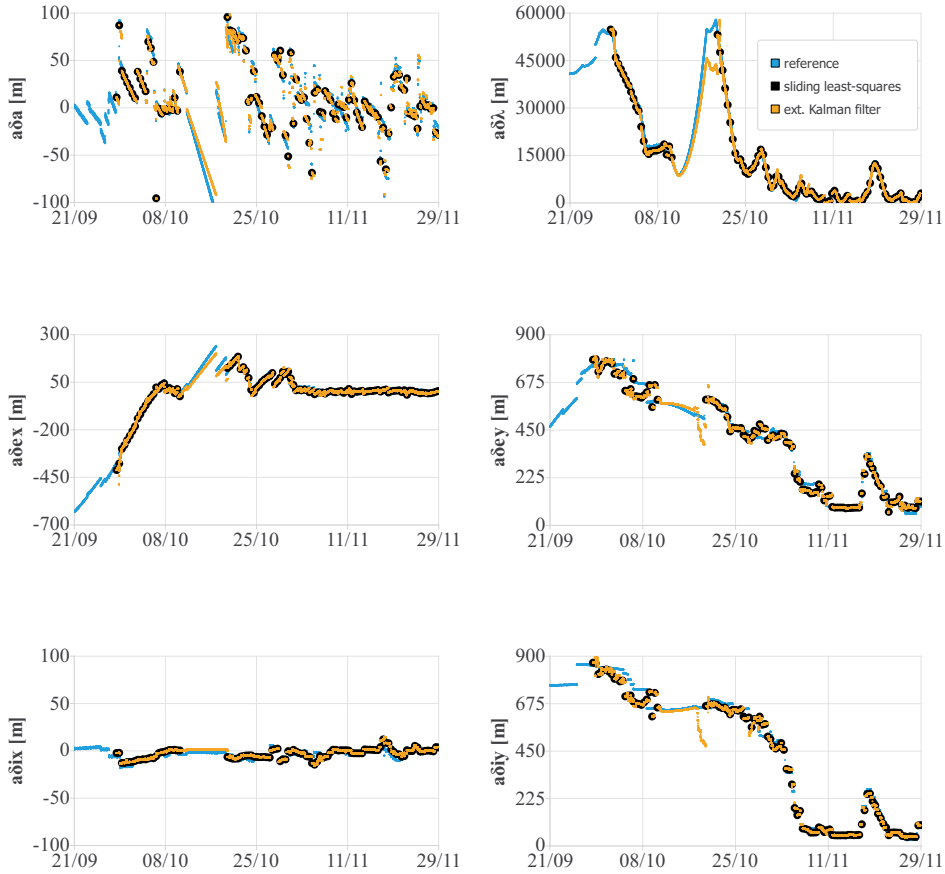 aδa [m]
100
50
0
-50
-100
21/09 08/10 25/10 11/11 29/11
aδλ [m]
60000
45000
30000
15000
0
21/09 08/10 25/10 11/11 29/11
reference
sliding least-squares
ext. Kalman filter
aδex [m]
300
50
-200
-450
-700
21/09 08/10 25/10 11/11 29/11
aδey [m]
900
675
450
225
0
21/09 08/10 25/10 11/11 29/11
aδix [m]
100
50
0
-50
-100
21/09 08/10 25/10 11/11 29/11
aδiy [m]
900
675
450
225
0
21/09 08/10 25/10 11/11 29/11